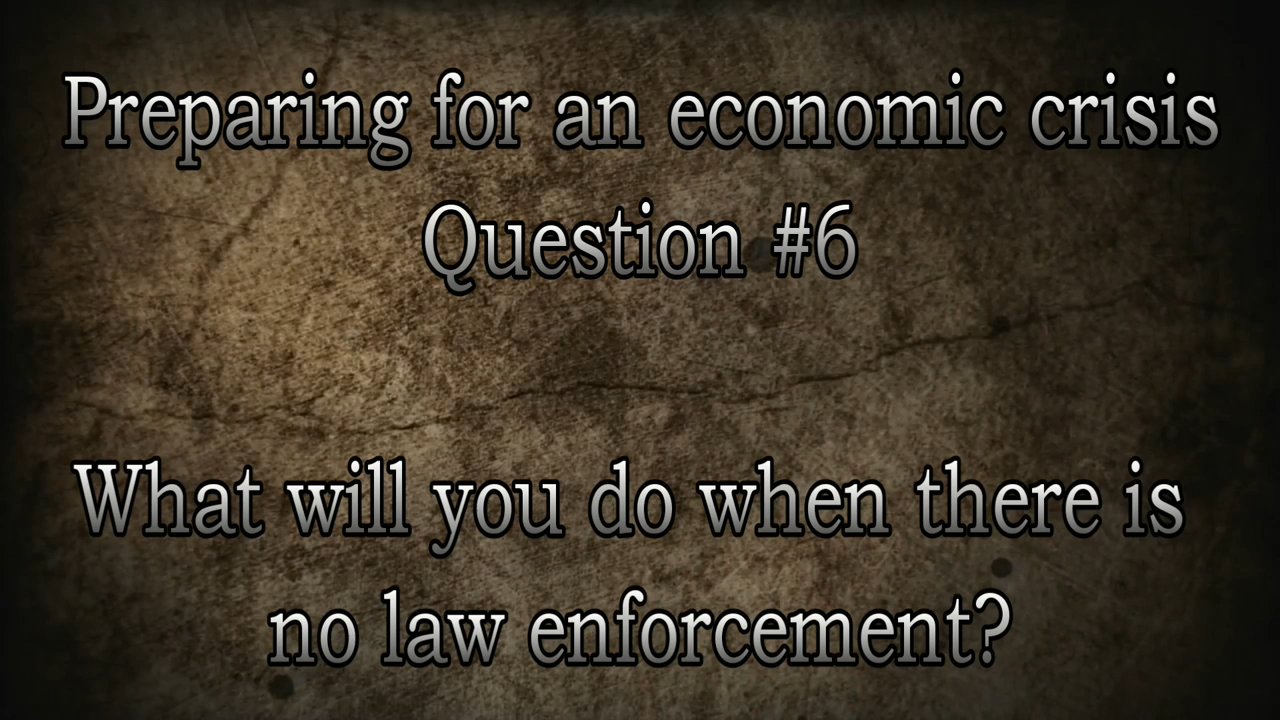 Preparing for an economic crisis
Question #6
What will you do when there is
no law enforcement?